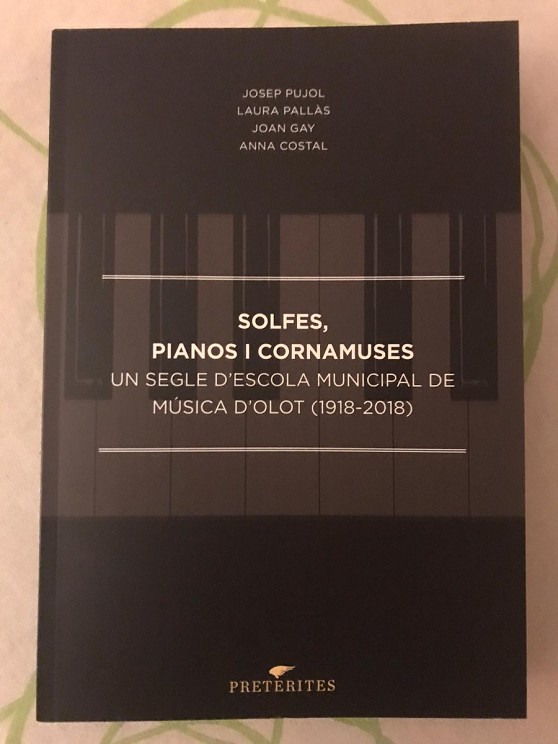 JOSEP PUJOL
LAURA PALLÀS
JOAN GAY
ANNA COSTAL
SOLFES,
PIANOS I CORNAMUSES
UN SEGLE D'ESCOLA MUNICIPAL DE
MÚSICA D'OLOT (1918-2018)
PRETÈRITES